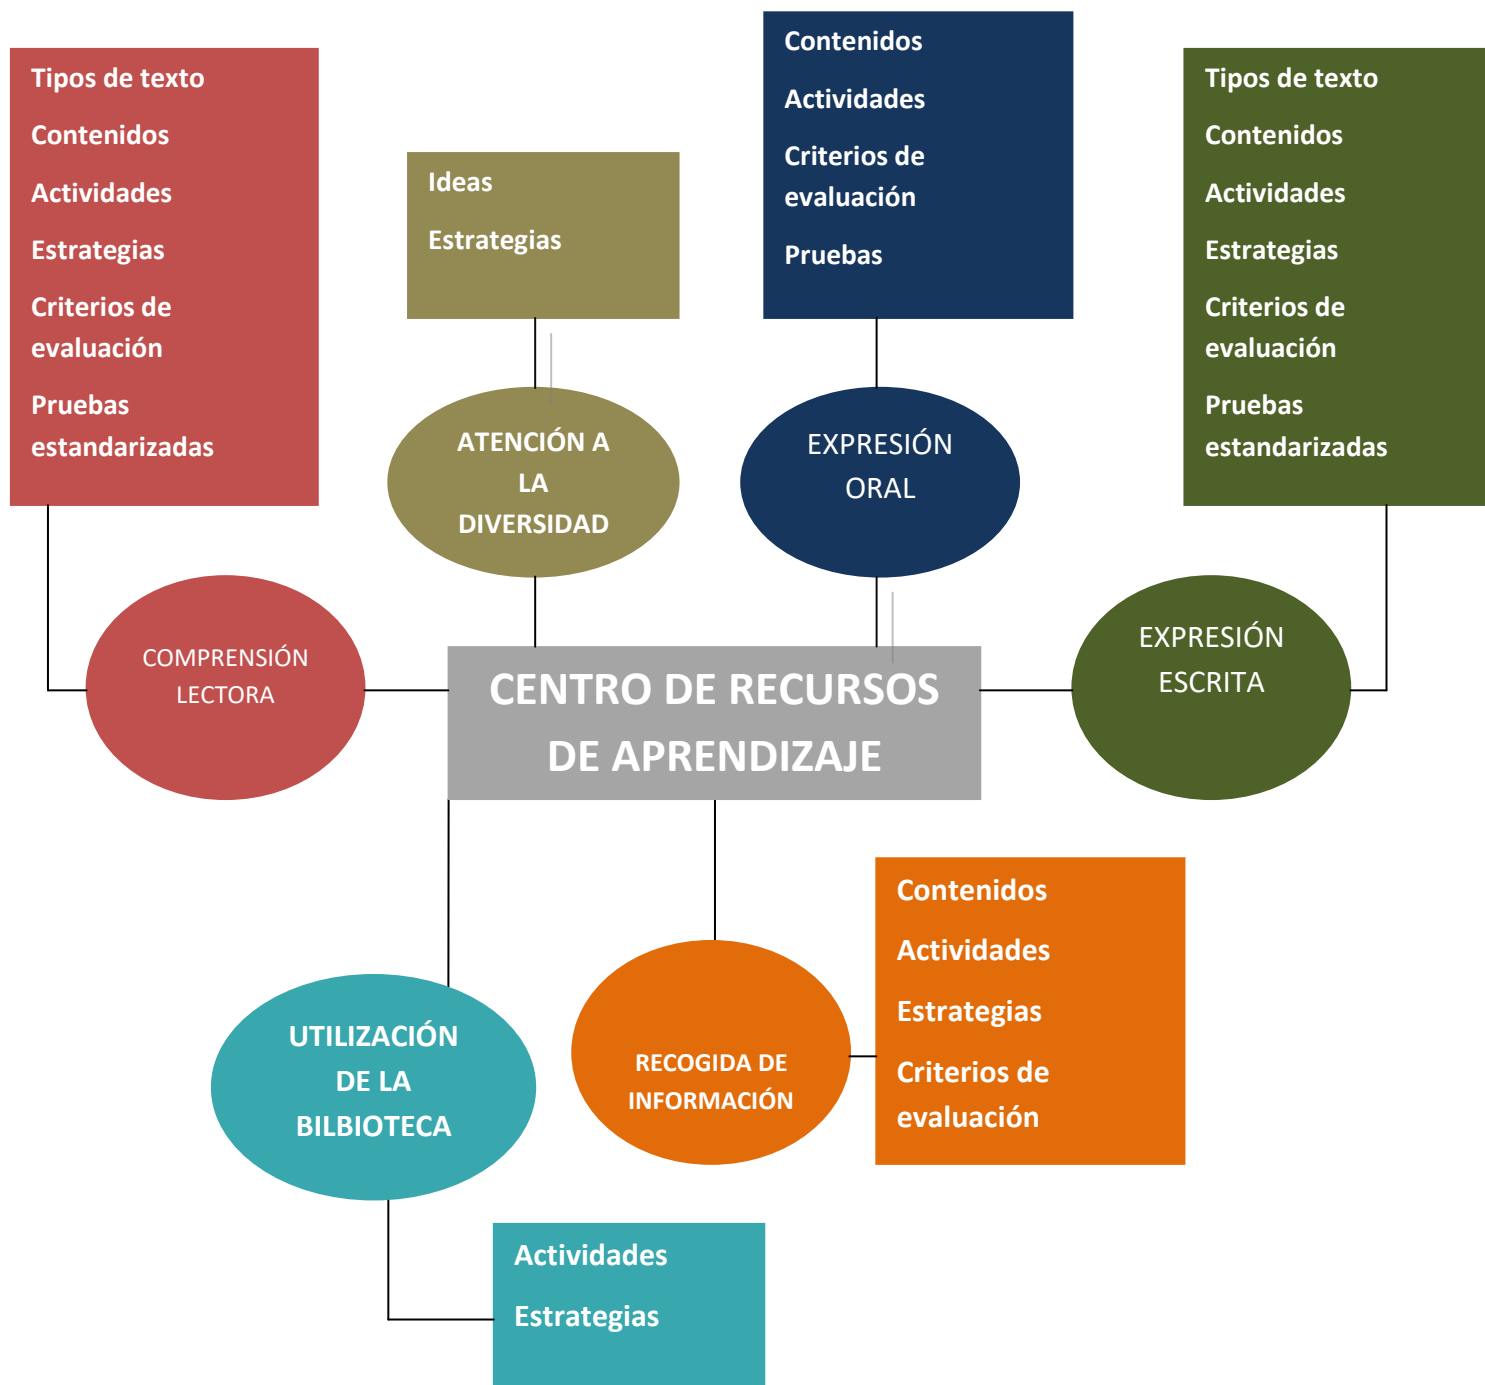 Tipos de texto
Contenidos
Actividades
Estrategias
Criterios de
evaluación
Pruebas
estandarizadas
Ideas
Estrategias
Contenidos
Actividades
Criterios de
evaluación
Pruebas
Tipos de texto
Contenidos
Actividades
Estrategias
Criterios de
evaluación
Pruebas
estandarizadas
ATENCIÓN A
LA
DIVERSIDAD
EXPRESIÓN
ORAL
COMPRENSIÓN
LECTORA
EXPRESIÓN
ESCRITA
CENTRO DE RECURSOS
DE APRENDIZAJE
UTILIZACIÓN
DE LA
BILBIOTECA
RECOGIDA DE
INFORMACIÓN
Contenidos
Actividades
Estrategias
Criterios de
evaluación
Actividades
Estrategias